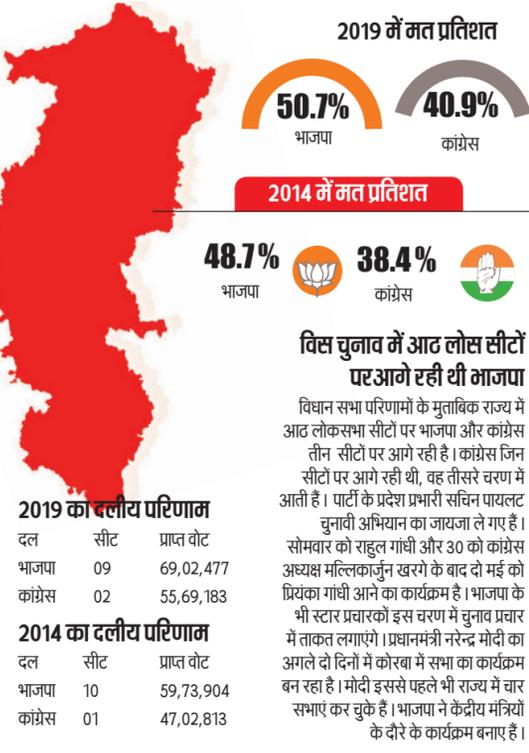 2019 में मत प्रतिशत
50.7%
भाजपा
40.9%
कांग्रेस
2014 में मत प्रतिशत
48.7%
भाजपा
38.4%
कांग्रेस
विस चुनाव में आठ लोस सीटों
परआगे रही थी भाजपा
विधान सभा परिणामों के मुताबिक राज्य में
आठ लोकसभा सीटों पर भाजपा और कांग्रेस
तीन सीटों पर आगे रही है। कांग्रेस जिन
सीटों पर आगे रही थी, वह तीसरे चरण में
आती हैं। पार्टी के प्रदेश प्रभारी सचिन पायलट
चुनावी अभियान का जायजा ले गए हैं।
सोमवार को राहुल गांधी और 30 को कांग्रेस
अध्यक्ष मल्लिकार्जुन खरगे के बाद दो मई को
प्रियंका गांधी आने का कार्यक्रम है। भाजपा के
भी स्टार प्रचारकों इस चरण में चुनाव प्रचार
में ताकत लगाएंगे। प्रधानमंत्री नरेन्द्र मोदी का
अगले दो दिनों में कोरबा में सभा का कार्यक्रम
बन रहा है। मोदी इससे पहले भी राज्य में चार
सभाएं कर चुके हैं। भाजपा ने केंद्रीय मंत्रियों
के दौरे के कार्यक्रम बनाए हैं।
2019 का दलीय परिणाम
दल सीट प्राप्त वोट
भाजपा 09 69,02,477
कांग्रेस 02 55,69,183
2014 का दलीय परिणाम
दल सीट प्राप्त वोट
भाजपा 10 59,73,904
कांग्रेस 01 47,02,813